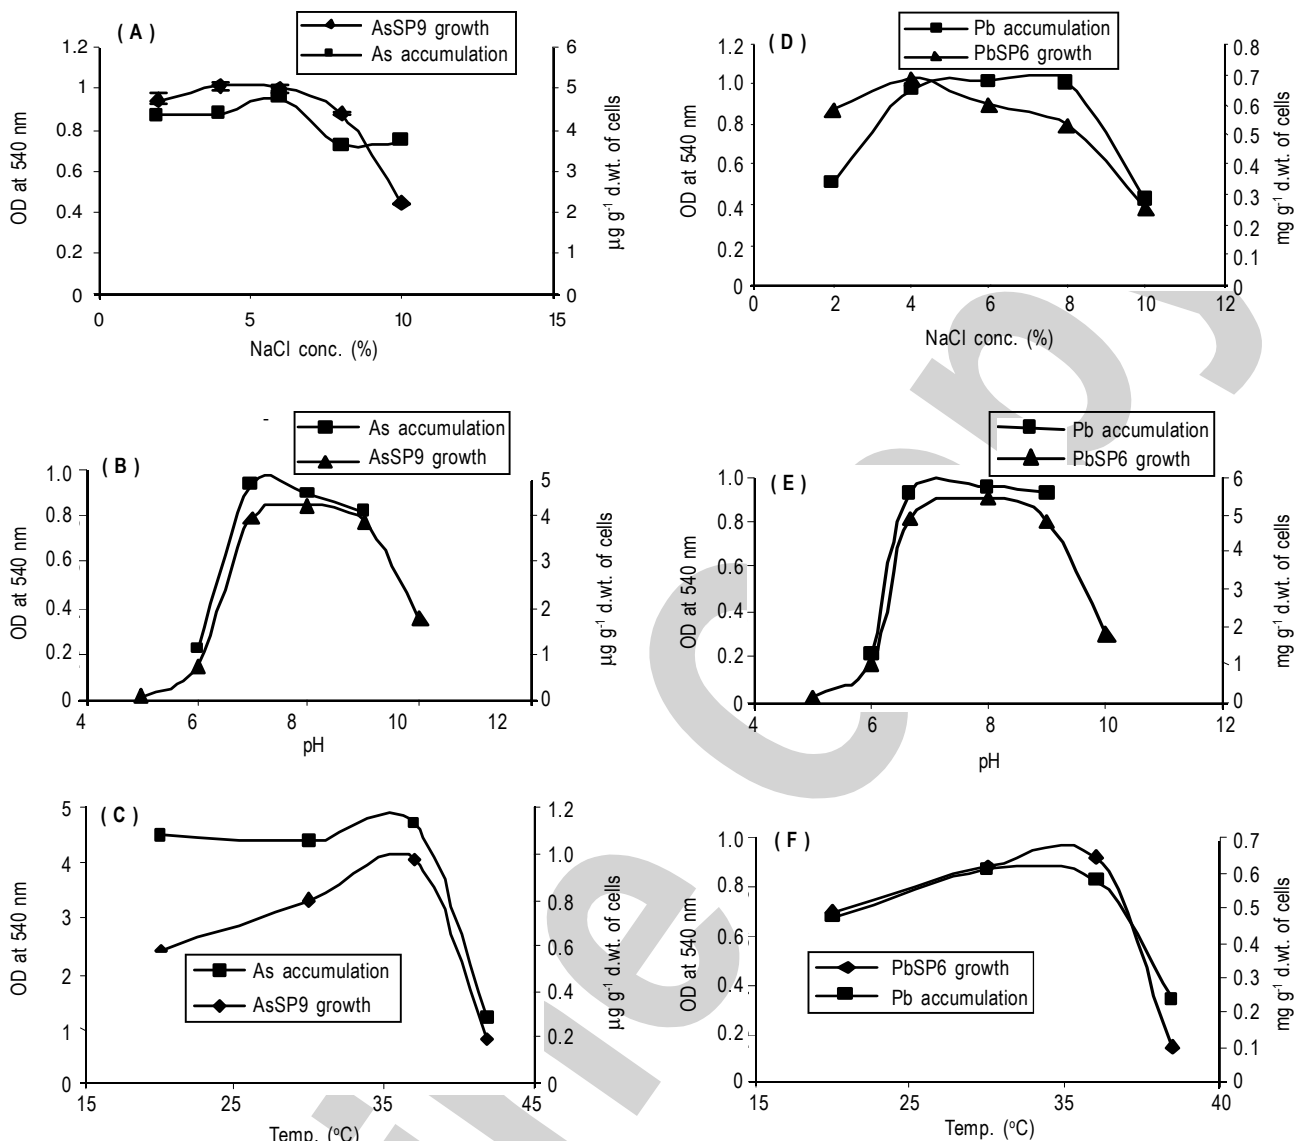 ( A )
AsSP9 growth
As accumulation
1.2
1
0.8
0.6
0.4
0.2
0
OD at 540 nm
6
5
4
3
2
1
0
µg g-1 d.wt. of cells
0 5 10 15
NaCl conc. (%)
( D )
Pb accumulation
PbSP6 growth
1.2
1.0
0.8
0.6
0.4
0.2
0
OD at 540 nm
0.8
0.7
0.6
0.5
0.4
0.3
0.2
0.1
0
mg g-1 d.wt. of cells
0 2 4 6 8 10 12
NaCl conc. (%)
( B )
As accumulation
AsSP9 growth
1.0
0.8
0.6
0.4
0.2
0
OD at 540 nm
5
4
3
2
1
0
µg g-1 d.wt. of cells
4 6 8 10 12
pH
( E )
Pb accumulation
PbSP6 growth
1.0
0.8
0.6
0.4
0.2
0
OD at 540 nm
6
5
4
3
2
1
0
mg g-1 d.wt. of cells
4 6 8 10 12
pH
( C )
As accumulation
AsSP9 growth
5
4
3
2
1
0
OD at 540 nm
1.2
1.0
0.8
0.6
0.4
0.2
0
µg g-1 d.wt. of cells
15 25 35 45
Temp. (oC)
( F )
PbSP6 growth
Pb accumulation
1.0
0.8
0.6
0.4
0.2
0
OD at 540 nm
0.7
0.6
0.5
0.4
0.3
0.2
0.1
0
mg g-1 d.wt. of cells
15 25 35 40
Temp. (oC)